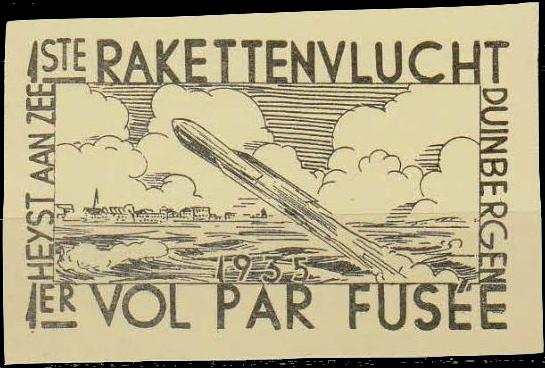 1STE RAKETTENVLUCHT
HEYST AAN ZEE
DUINBERGEN
1935
1ER VOL PAR FUSÉE